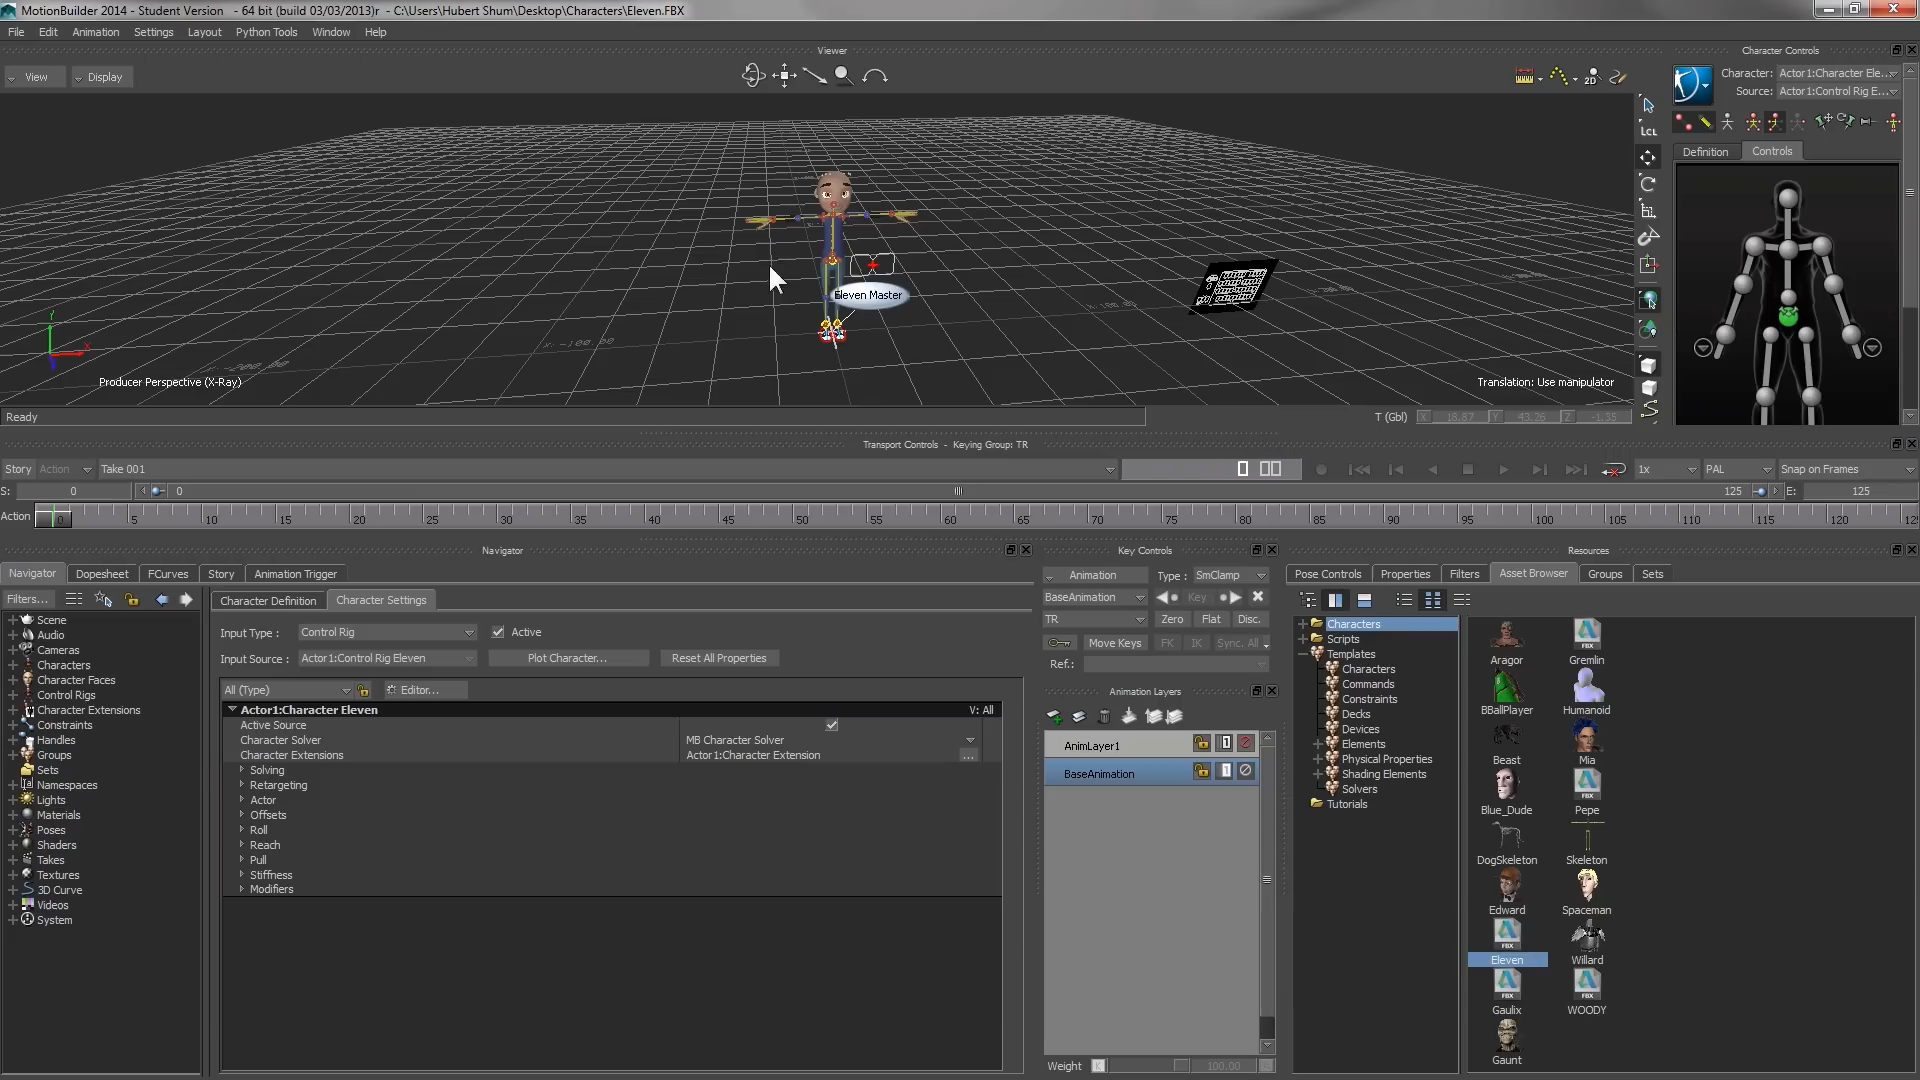 MotionBuilder 2014 - Student Version   - 64 bit (build 03/03/2013)r  - C:\Users\Hubert Shum\Desktop\Characters\Eleven.FBX
File Edit Animation Settings Layout Python Tools Window Help
Viewer
Character Controls
View Display
2D
Character: Actor1:Character Ele...
Source: Actor1:Control Rig E...
LCL
Definition Controls
Eleven Master
Y
X
Producer Perspective (X-Ray)
Translation: Use manipulator
Ready
T (Gbl) X 18.87 Y 43.26 Z -1.35
Transport Controls - Keying Group: TR
Story Action Take 001
1x PAL Snap on Frames
S: 0 0 125 E: 125
Action 0 5 10 15 20 25 30 35 40 45 50 55 60 65 70 75 80 85 90 95 100 105 110 115 120 12
Navigator
Key Controls
Resources
Navigator Dopesheet FCurves Story Animation Trigger
Animation Type : SmClamp
Pose Controls Properties Filters Asset Browser Groups Sets
Filters...
Character Definition Character Settings
BaseAnimation Key
TR Zero Flat Disc.
Move Keys FK IK Sync. All
Ref.:
Scene
Audio
Cameras
Characters
Character Faces
Control Rigs
Character Extensions
Constraints
Handles
Groups
Sets
Namespaces
Lights
Materials
Poses
Shaders
Takes
Textures
3D Curve
Videos
System
Input Type : Control Rig Active
Input Source : Actor1:Control Rig Eleven Plot Character... Reset All Properties
All (Type) Editor...
Actor1:Character Eleven V: All
Active Source
Character Solver MB Character Solver
Character Extensions Actor1:Character Extension ...
Solving
Retargeting
Actor
Offsets
Roll
Reach
Pull
Stiffness
Modifiers
Animation Layers
AnimLayer1 1
BaseAnimation 1
Weight K 100.00
Characters
Scripts
Templates
Characters
Commands
Constraints
Decks
Devices
Elements
Physical Properties
Shading Elements
Solvers
Tutorials
Aragor Gremlin
BBallPlayer Humanoid
Beast Mia
Blue_Dude Pepe
DogSkeleton Skeleton
Edward Spaceman
Eleven Willard
Gaulix WOODY
Gaunt